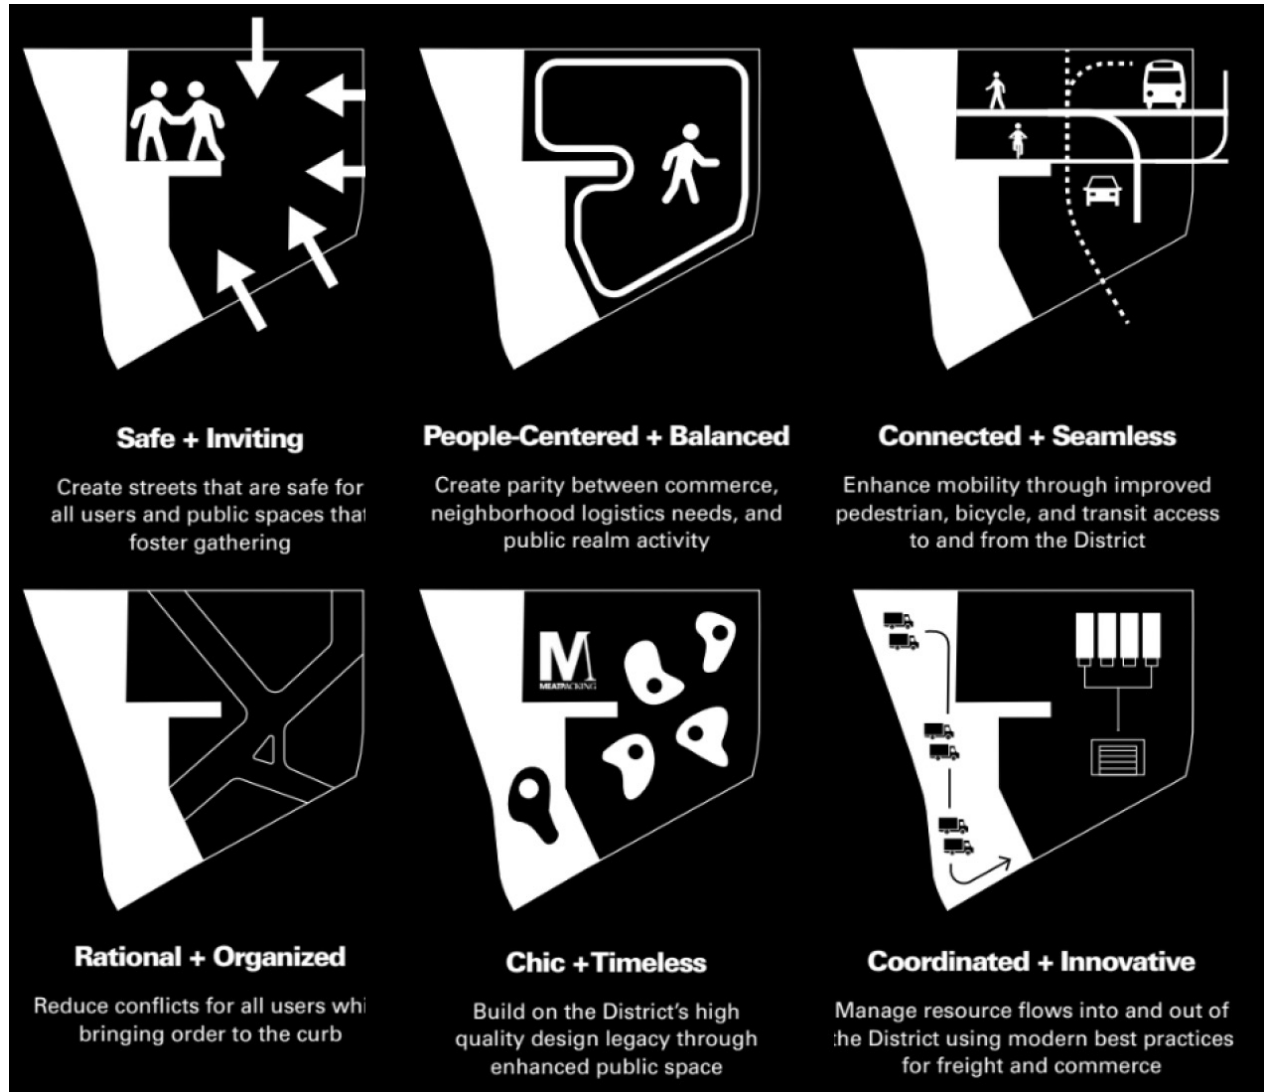 Safe + Inviting
Create streets that are safe for
all users and public spaces that
foster gathering
People-Centered + Balanced
Create parity between commerce,
neighborhood logistics needs, and
public realm activity
Connected + Seamless
Enhance mobility through improved
pedestrian, bicycle, and transit access
to and from the District
Rational + Organized
Reduce conflicts for all users whi
bringing order to the curb
M
MEATPACKING
Chic + Timeless
Build on the District's high
quality design legacy through
enhanced public space
Coordinated + Innovative
Manage resource flows into and out of
the District using modern best practices
for freight and commerce